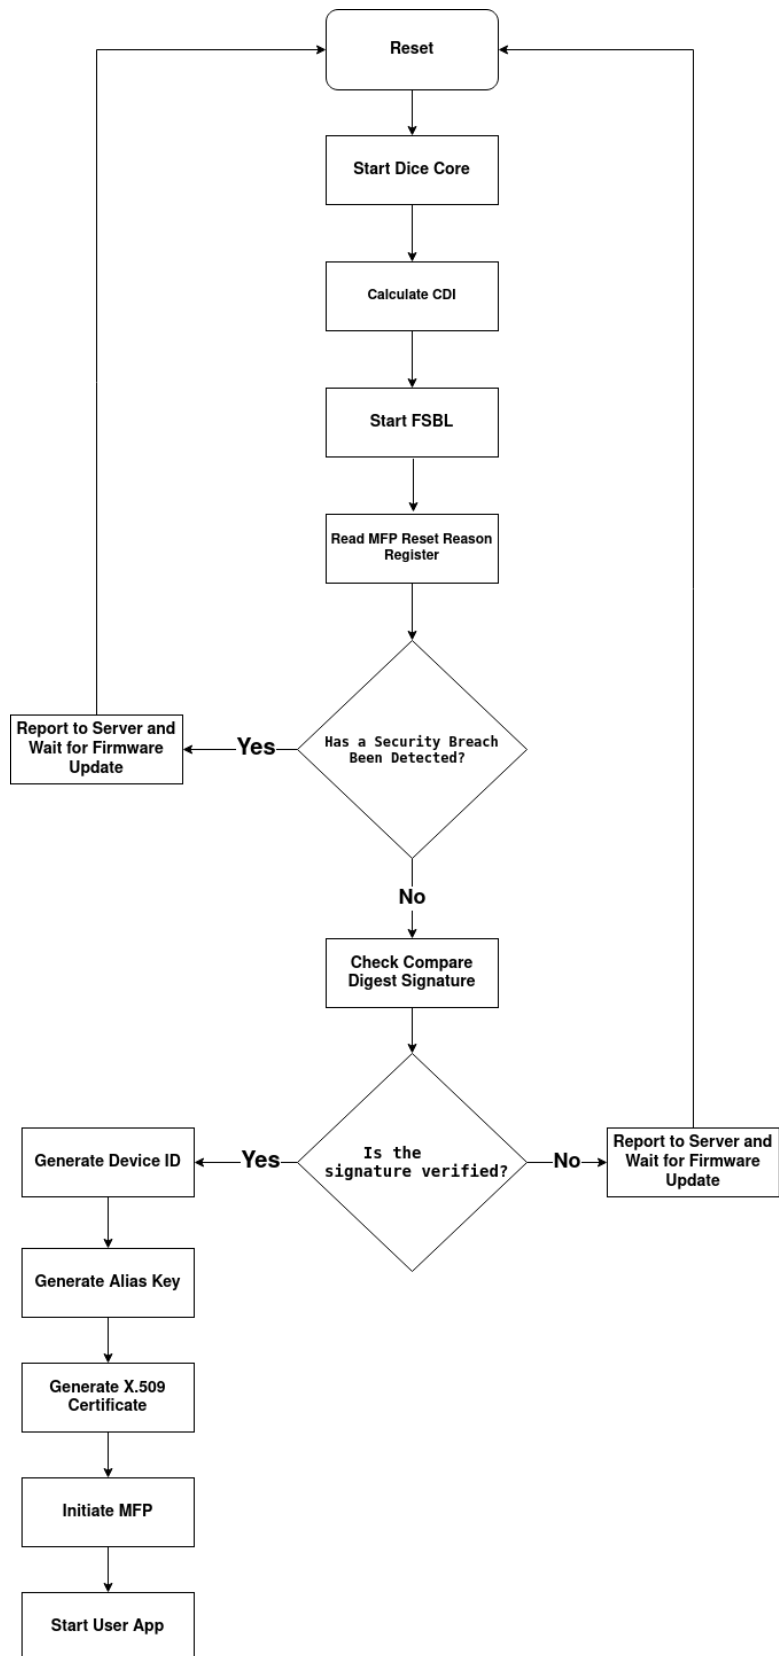 Reset
Start Dice Core
Calculate CDI
Start FSBL
Read MFP Reset Reason
Register
Has a Security Breach
Been Detected?
Yes
Report to Server and
Wait for Firmware
Update
No
Check Compare
Digest Signature
Is the
signature verified?
Yes
No
Report to Server and
Wait for Firmware
Update
Generate Device ID
Generate Alias Key
Generate X.509
Certificate
Initiate MFP
Start User App